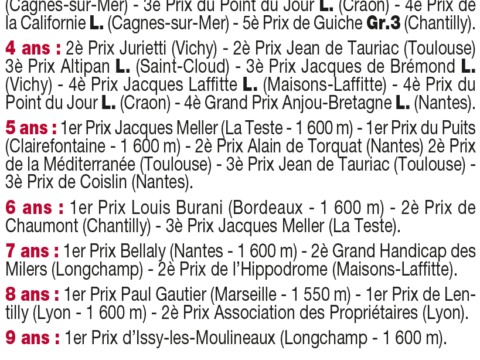 (Cagnes-sur-Mer) - 3è Prix du Point du Jour L. (Craon) - 4è Prix de
la Californie L. (Cagnes-sur-Mer) - 5è Prix de Guiche Gr.3 (Chantilly).
4 ans : 2è Prix Jurietti (Vichy) - 2è Prix Jean de Tauriac (Toulouse)
3è Prix Altipan L. (Saint-Cloud) - 3è Prix Jacques de Brémond L.
(Vichy) - 4è Prix Jacques Laffitte L. (Maisons-Laffitte) - 4è Prix du
Point du Jour L. (Craon) - 4è Grand Prix Anjou-Bretagne L. (Nantes).
5 ans : 1er Prix Jacques Meller (La Teste - 1 600 m) - 1er Prix du Puits
(Clairefontaine - 1 600 m) - 2è Prix Alain de Torquat (Nantes) 2è Prix
de la Méditerranée (Toulouse) - 3è Prix Jean de Tauriac (Toulouse) -
3è Prix de Coislin (Nantes).
6 ans : 1er Prix Louis Burani (Bordeaux - 1 600 m) - 2è Prix de
Chaumont (Chantilly) - 3è Prix Jacques Meller (La Teste).
7 ans : 1er Prix Bellaly (Nantes - 1 600 m) - 2è Grand Handicap des
Milers (Longchamp) - 2è Prix de l'Hippodrome (Maisons-Laffitte).
8 ans : 1er Prix Paul Gautier (Marseille - 1 550 m) - 1er Prix de Len-
tilly (Lyon - 1 600 m) - 2è Prix Association des Propriétaires (Lyon).
9 ans : 1er Prix d'Issy-les-Moulineaux (Longchamp - 1 600 m).